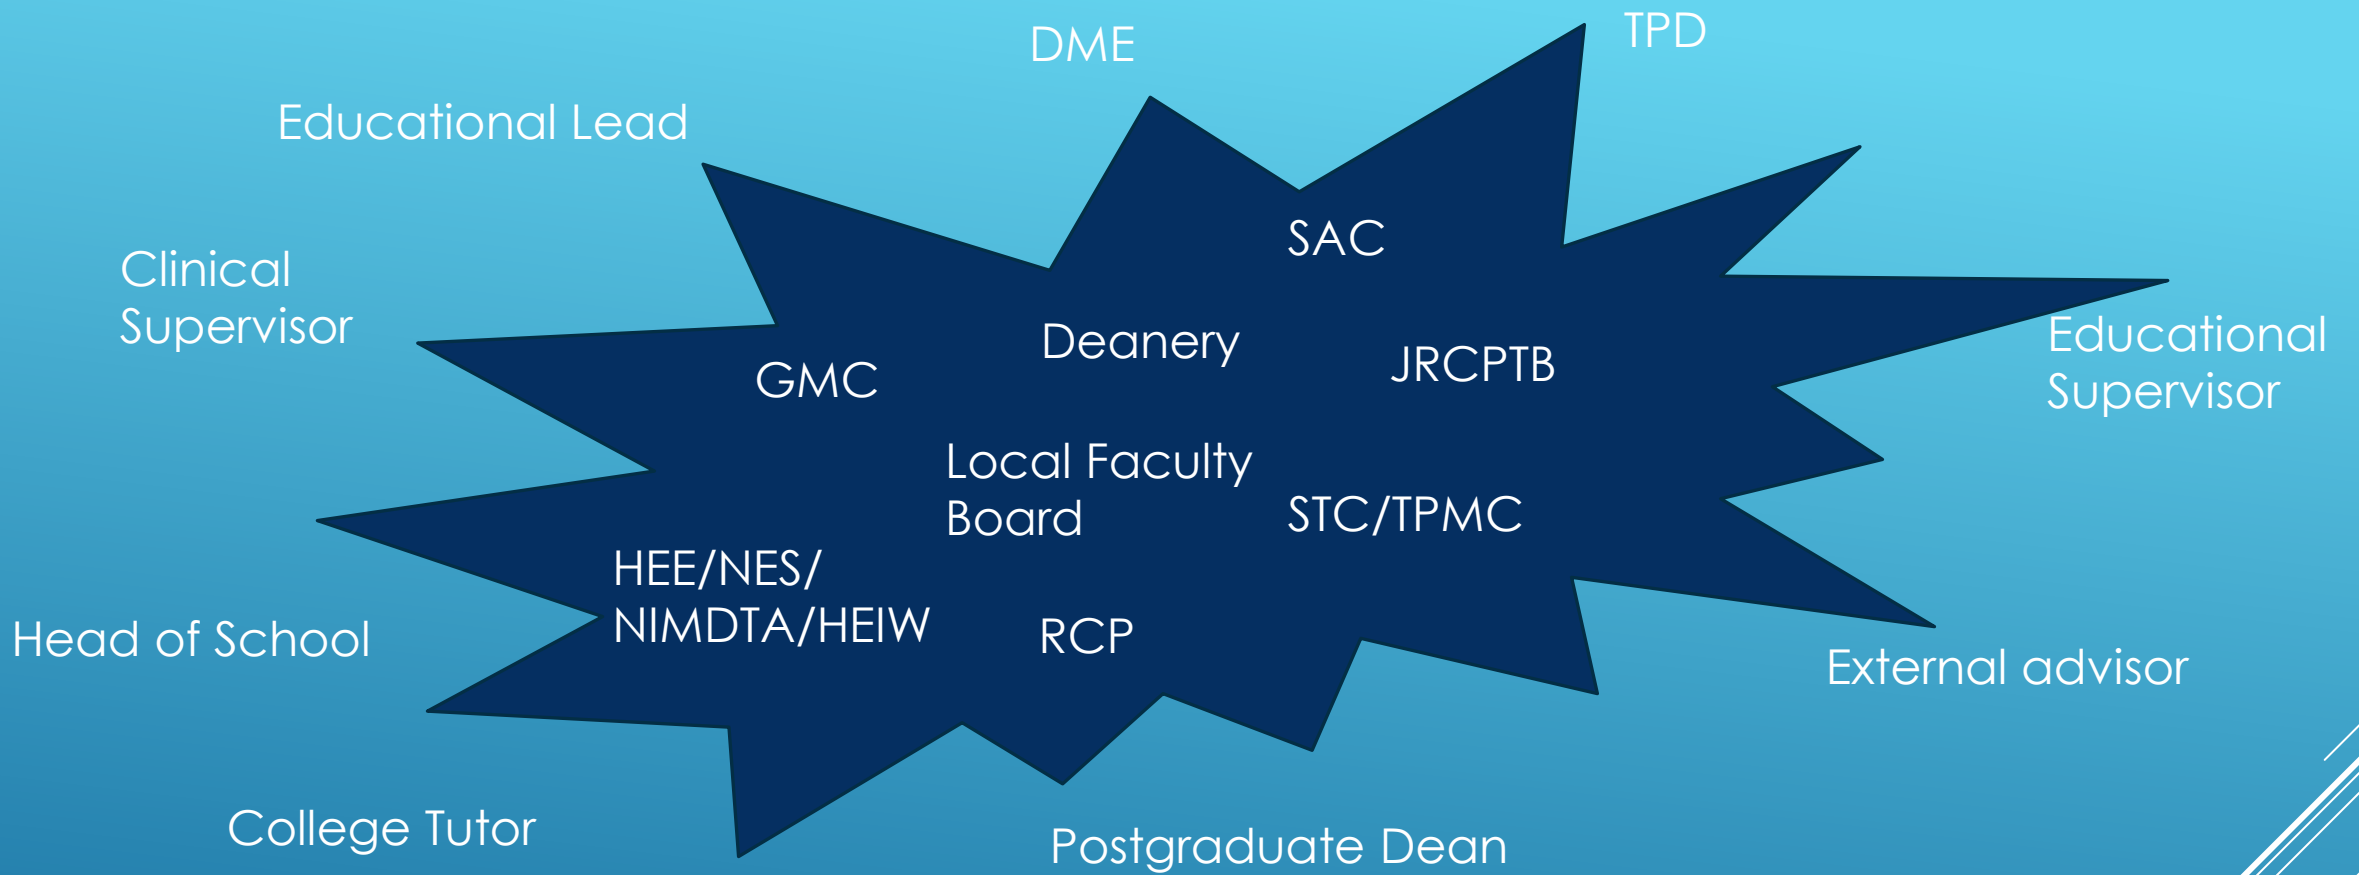 DME
TPD
Educational Lead
SAC
Clinical
Supervisor
Deanery
JRCPTB
GMC
Educational
Supervisor
Local Faculty
Board
STC/TPMC
HEE/NES/
NIMDTA/HEIW
RCP
Head of School
External advisor
College Tutor
Postgraduate Dean